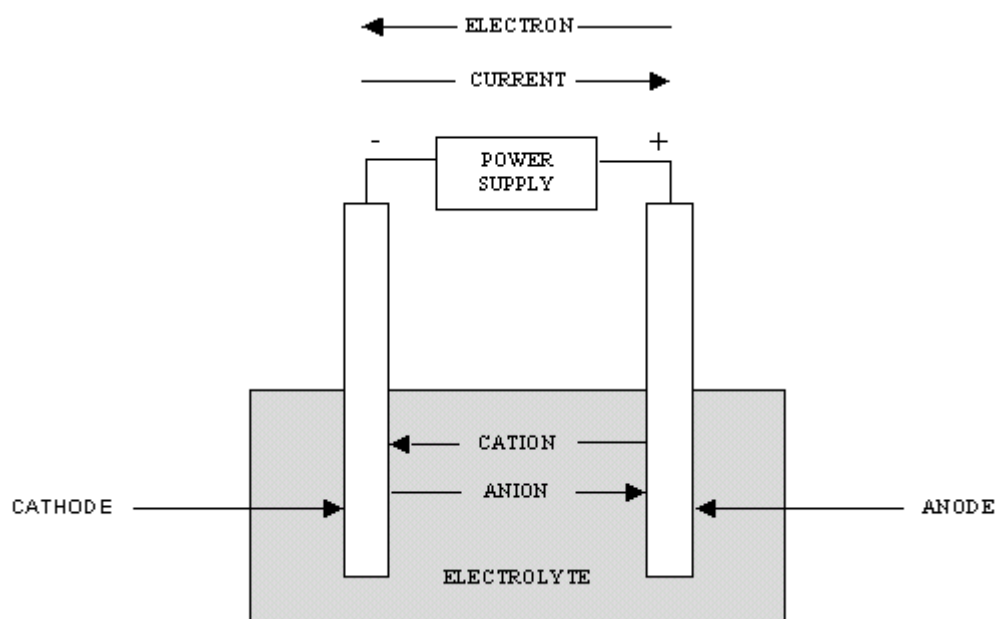 ELECTRON
CURRENT
- +
POWER
SUPPLY
CATION
ANION
CATHODE
ANODE
ELECTROLYTE